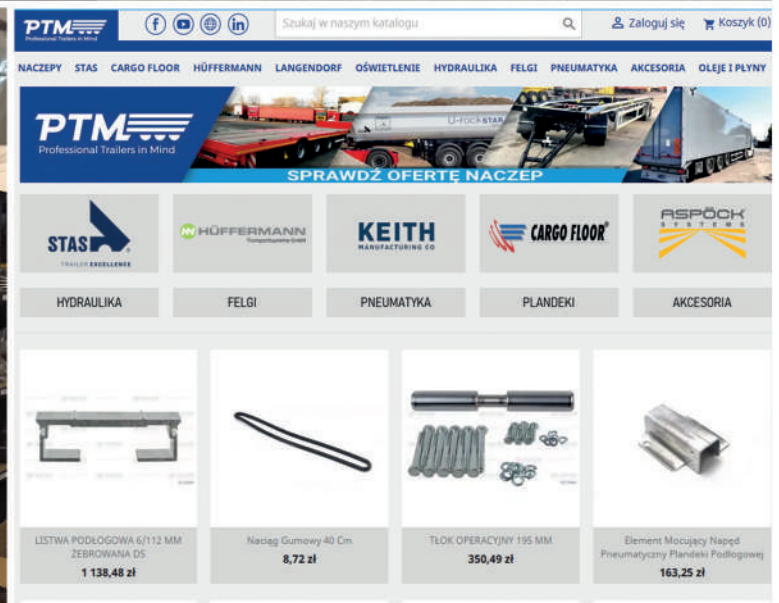 PTM
Professional Trailers in Mind
Szukaj w naszym katalogu
Zaloguj się
Koszyk (0)
NACZEPY STAS CARGO FLOOR HÜFFERMANN LANGENDORF OŚWIETLENIE HYDRAULIKA FELGI PNEUMATYKA AKCESORIA OLEJE I PŁYNY
PTM
Professional Trailers in Mind
U-rockSTAR
SPRAWDŹ OFERTĘ NACZEP
STAS
TRAILER EXCELLENCE
HÜFFERMANN
Transportsysteme GmbH
KEITH
MANUFACTURING CO
CARGO FLOOR
ASPÖCK
SYSTEMS
HYDRAULIKA
FELGI
PNEUMATYKA
PLANDEKI
AKCESORIA
LISTWA PODŁOGOWA 6/112 MM
ŻEBROWANA DS
1 138,48 zł
Naciąg Gumowy 40 Cm
8,72 zł
TŁOK OPERACYJNY 195 MM
350,49 zł
Element Mocujący Napęd
Pneumatyczny Plandeki Podłogowej
163,25 zł